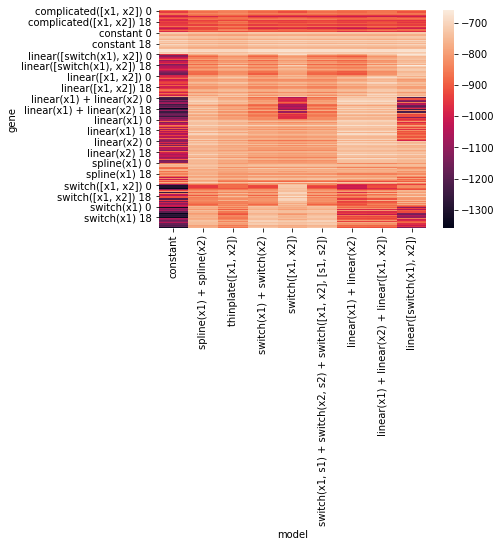 complicated([x1, x2]) 0
complicated([x1, x2]) 18
constant 0
constant 18
linear([switch(x1), x2]) 0
linear([switch(x1), x2]) 18
linear([x1, x2]) 0
linear([x1, x2]) 18
linear(x1) + linear(x2) 0
linear(x1) + linear(x2) 18
linear(x1) 0
linear(x1) 18
linear(x2) 0
linear(x2) 18
spline(x1) 0
spline(x1) 18
switch([x1, x2]) 0
switch([x1, x2]) 18
switch(x1) 0
switch(x1) 18
gene
constant
spline(x1) + spline(x2)
thinplate([x1, x2])
switch(x1) + switch(x2)
switch([x1, x2])
switch(x1, s1) + switch(x2, s2) + switch([x1, x2], [s1, s2])
linear(x1) + linear(x2)
linear(x1) + linear(x2) + linear([x1, x2])
linear([switch(x1), x2])
model
−700
−800
−900
−1000
−1100
−1200
−1300